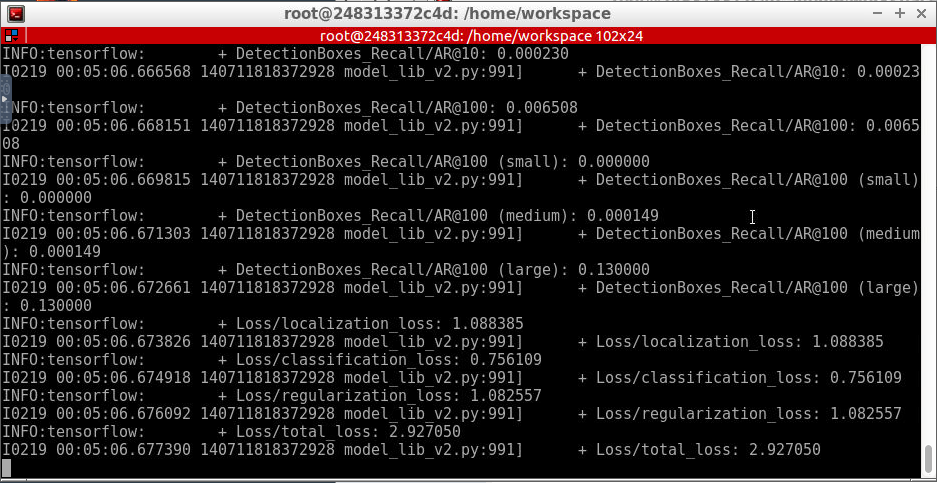 root@248313372c4d: /home/workspace
root@248313372c4d: /home/workspace 102x24
INFO:tensorflow:        + DetectionBoxes_Recall/AR@10: 0.000230
I0219 00:05:06.666568 140711818372928 model_lib_v2.py:991]      + DetectionBoxes_Recall/AR@10: 0.00023
INFO:tensorflow:        + DetectionBoxes_Recall/AR@100: 0.006508
I0219 00:05:06.668151 140711818372928 model_lib_v2.py:991]      + DetectionBoxes_Recall/AR@100: 0.0065
08
INFO:tensorflow:        + DetectionBoxes_Recall/AR@100 (small): 0.000000
I0219 00:05:06.669815 140711818372928 model_lib_v2.py:991]      + DetectionBoxes_Recall/AR@100 (small)
: 0.000000
INFO:tensorflow:        + DetectionBoxes_Recall/AR@100 (medium): 0.000149
I0219 00:05:06.671303 140711818372928 model_lib_v2.py:991]      + DetectionBoxes_Recall/AR@100 (medium
): 0.000149
INFO:tensorflow:        + DetectionBoxes_Recall/AR@100 (large): 0.130000
I0219 00:05:06.672661 140711818372928 model_lib_v2.py:991]      + DetectionBoxes_Recall/AR@100 (large)
: 0.130000
INFO:tensorflow:        + Loss/localization_loss: 1.088385
I0219 00:05:06.673826 140711818372928 model_lib_v2.py:991]      + Loss/localization_loss: 1.088385
INFO:tensorflow:        + Loss/classification_loss: 0.756109
I0219 00:05:06.674918 140711818372928 model_lib_v2.py:991]      + Loss/classification_loss: 0.756109
INFO:tensorflow:        + Loss/regularization_loss: 1.082557
I0219 00:05:06.676092 140711818372928 model_lib_v2.py:991]      + Loss/regularization_loss: 1.082557
INFO:tensorflow:        + Loss/total_loss: 2.927050
I0219 00:05:06.677390 140711818372928 model_lib_v2.py:991]      + Loss/total_loss: 2.927050